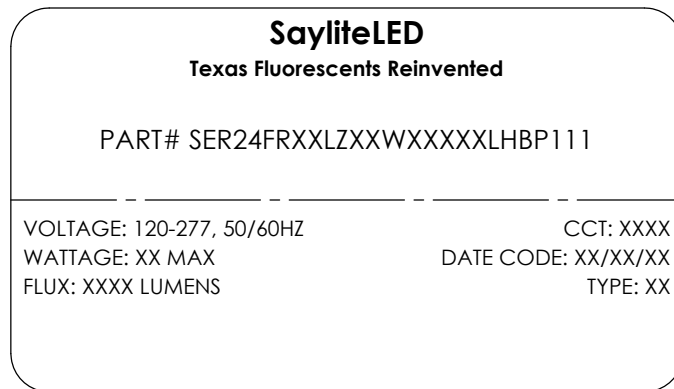 SayliteLED
Texas Fluorescents Reinvented
PART# SER24FRXXLZXXWXXXXXLHBP111
VOLTAGE: 120-277, 50/60HZ
CCT: XXXX
WATTAGE: XX MAX
DATE CODE: XX/XX/XX
FLUX: XXXX LUMENS
TYPE: XX